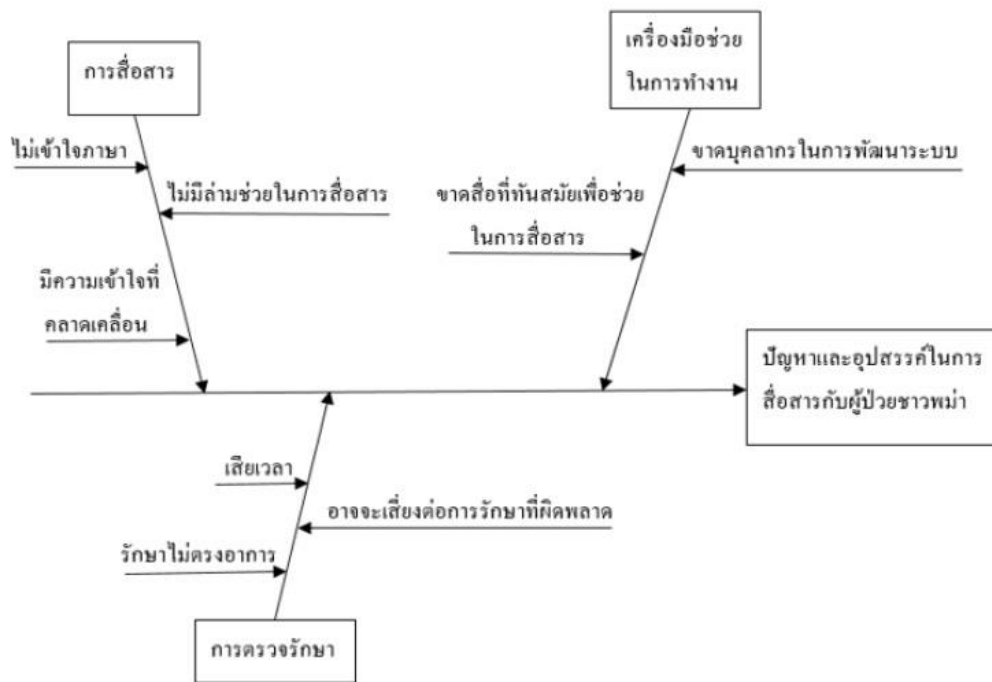 การสื่อสาร
เครื่องมือช่วย
ในการทำงาน
ไม่เข้าใจภาษา
ไม่มีล่ามช่วยในการสื่อสาร
มีความเข้าใจที่
คลาดเคลื่อน
ขาดบุคลากรในการพัฒนาระบบ
ขาดสื่อที่ทันสมัยเพื่อช่วย
ในการสื่อสาร
ปัญหาและอุปสรรค์ในการ
สื่อสารกับผู้ป่วยชาวพม่า
เสียเวลา
อาจจะเสี่ยงต่อการรักษาที่ผิดพลาด
รักษาไม่ตรงอาการ
การตรวจรักษา